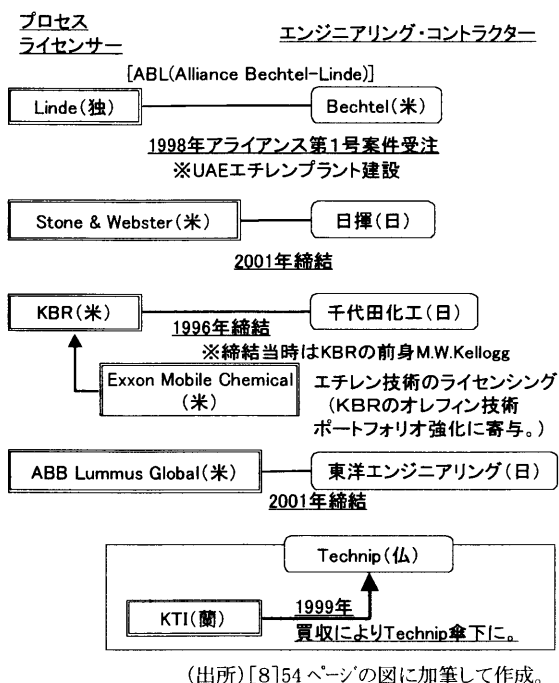 プロセス
ライセンサー
エンジニアリング・コントラクター
[ABL(Alliance Bechtel-Linde)]
Linde(独)
Bechtel(米)
1998年アライアンス第1号案件受注
※UAEエチレンプラント建設
Stone & Webster(米)
日揮(日)
2001年締結
KBR(米)
千代田化工(日)
1996年締結
※締結当時はKBRの前身M.W.Kellogg
Exxon Mobile Chemical
(米)
エチレン技術のライセンシング
(KBRのオレフィン技術
ポートフォリオ強化に寄与。)
ABB Lummus Global(米)
東洋エンジニアリング(日)
2001年締結
Technip(仏)
KTI(蘭)
1999年
買収によりTechnip傘下に。
(出所)[8]54ページの図に加筆して作成。